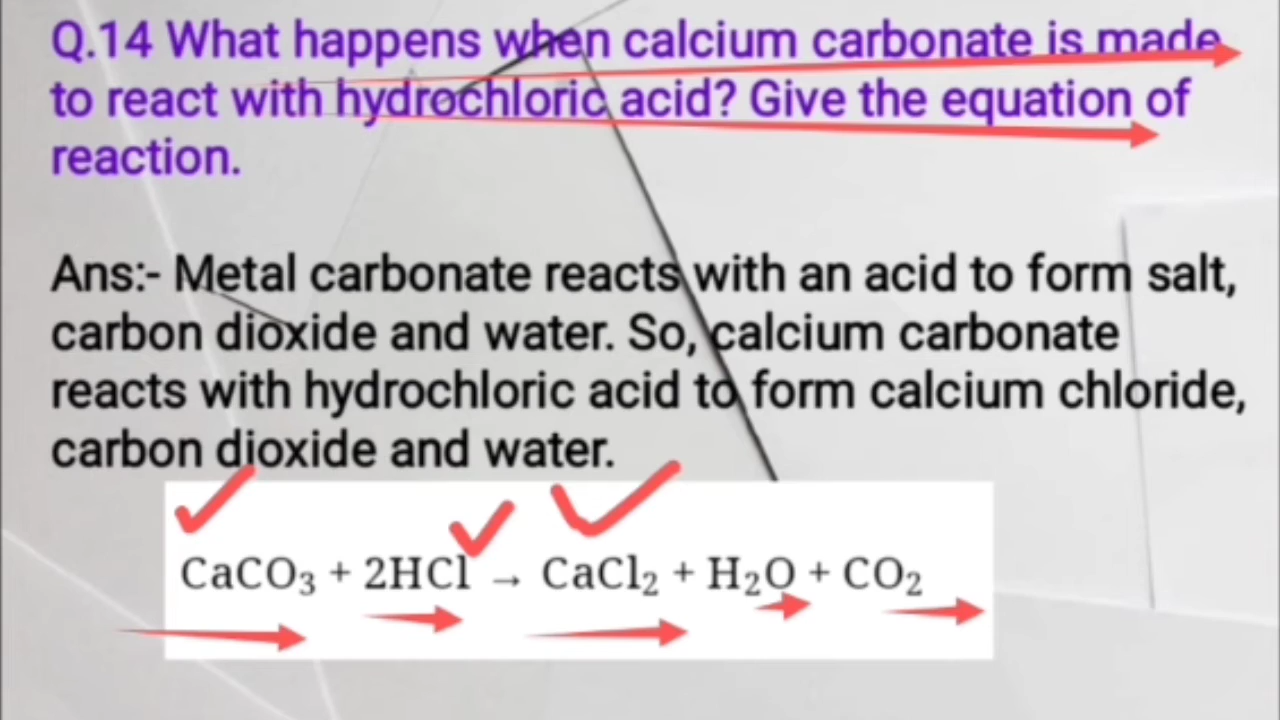 Q.14 What happens when calcium carbonate is made
to react with hydrochloric acid? Give the equation of
reaction.
Ans:- Metal carbonate reacts with an acid to form salt,
carbon dioxide and water. So, calcium carbonate
reacts with hydrochloric acid to form calcium chloride,
carbon dioxide and water.
CaCO₃ + 2HCl → CaCl₂ + H₂O + CO₂